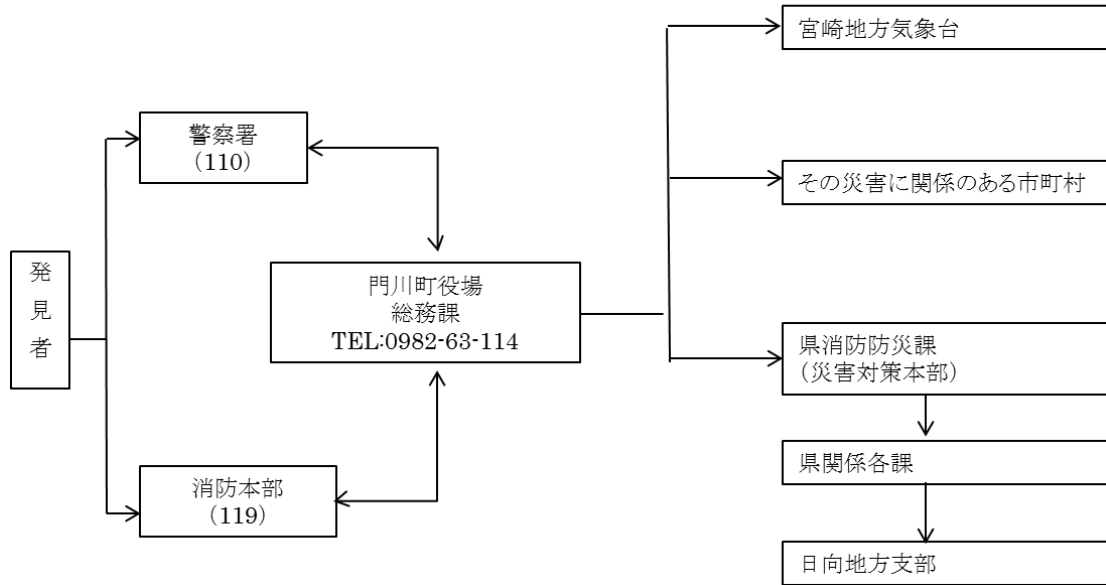 発見者
警察署
(110)
消防本部
(119)
門川町役場
総務課
TEL:0982-63-114
宮崎地方気象台
その災害に関係のある市町村
県消防防災課
(災害対策本部)
県関係各課
日向地方支部